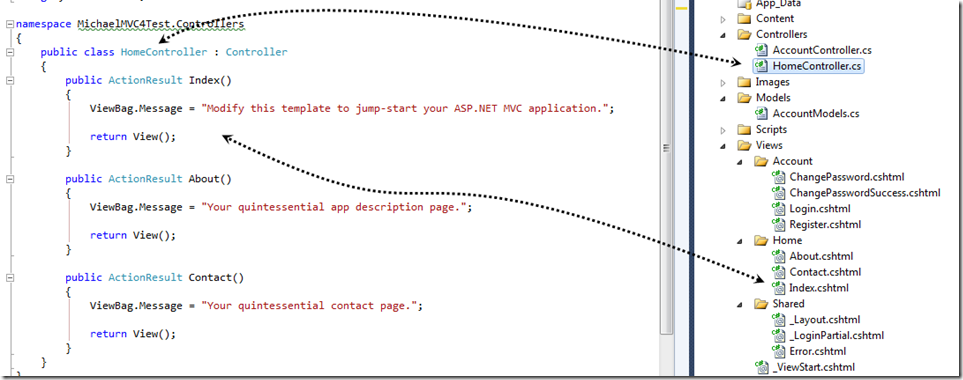 namespace MichaelMVC4Test.Controllers
{
    public class HomeController : Controller
    {
        public ActionResult Index()
        {
            ViewBag.Message = "Modify this template to jump-start your ASP.NET MVC application.";
            return View();
        }
        public ActionResult About()
        {
            ViewBag.Message = "Your quintessential app description page.";
            return View();
        }
        public ActionResult Contact()
        {
            ViewBag.Message = "Your quintessential contact page.";
            return View();
        }
    }
}
App_Data
Content
Controllers
AccountController.cs
HomeController.cs
Images
Models
AccountModels.cs
Scripts
Views
Account
ChangePassword.cshtml
ChangePasswordSuccess.cshtml
Login.cshtml
Register.cshtml
Home
About.cshtml
Contact.cshtml
Index.cshtml
Shared
_Layout.cshtml
_LoginPartial.cshtml
Error.cshtml
_ViewStart.cshtml